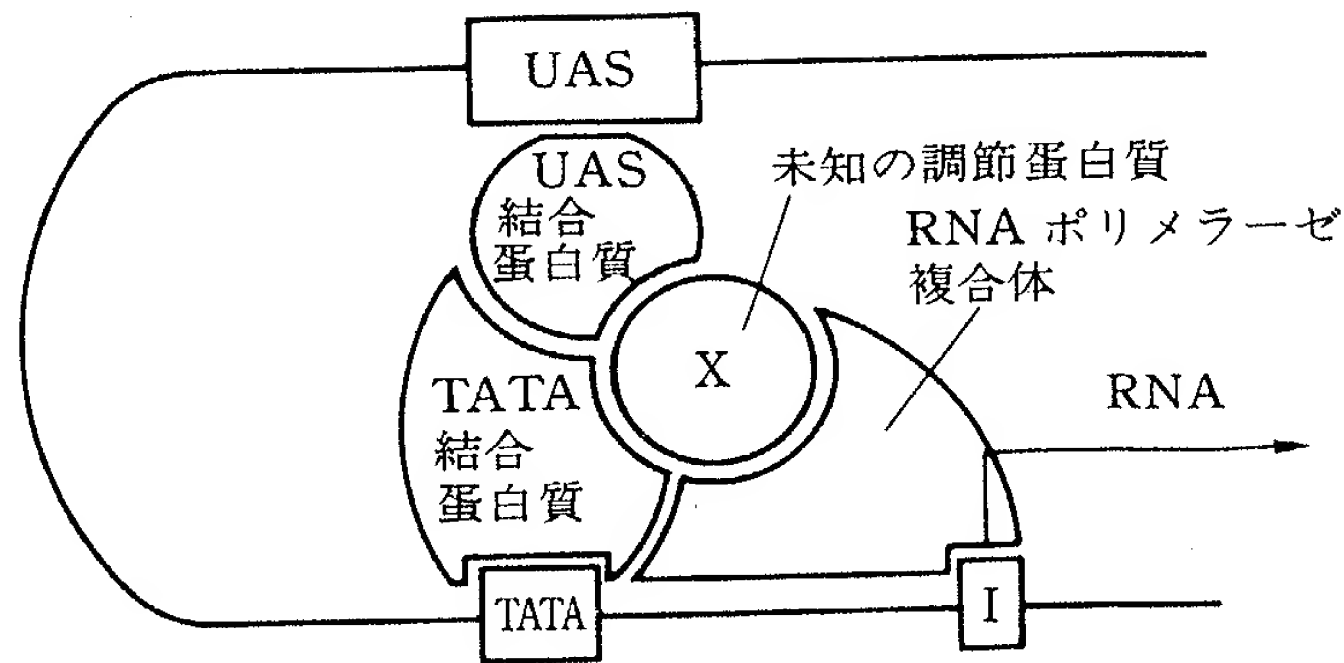 UAS
UAS
結合
蛋白質
未知の調節蛋白質
RNA ポリメラーゼ
複合体
X
TATA
結合
蛋白質
RNA
TATA
I